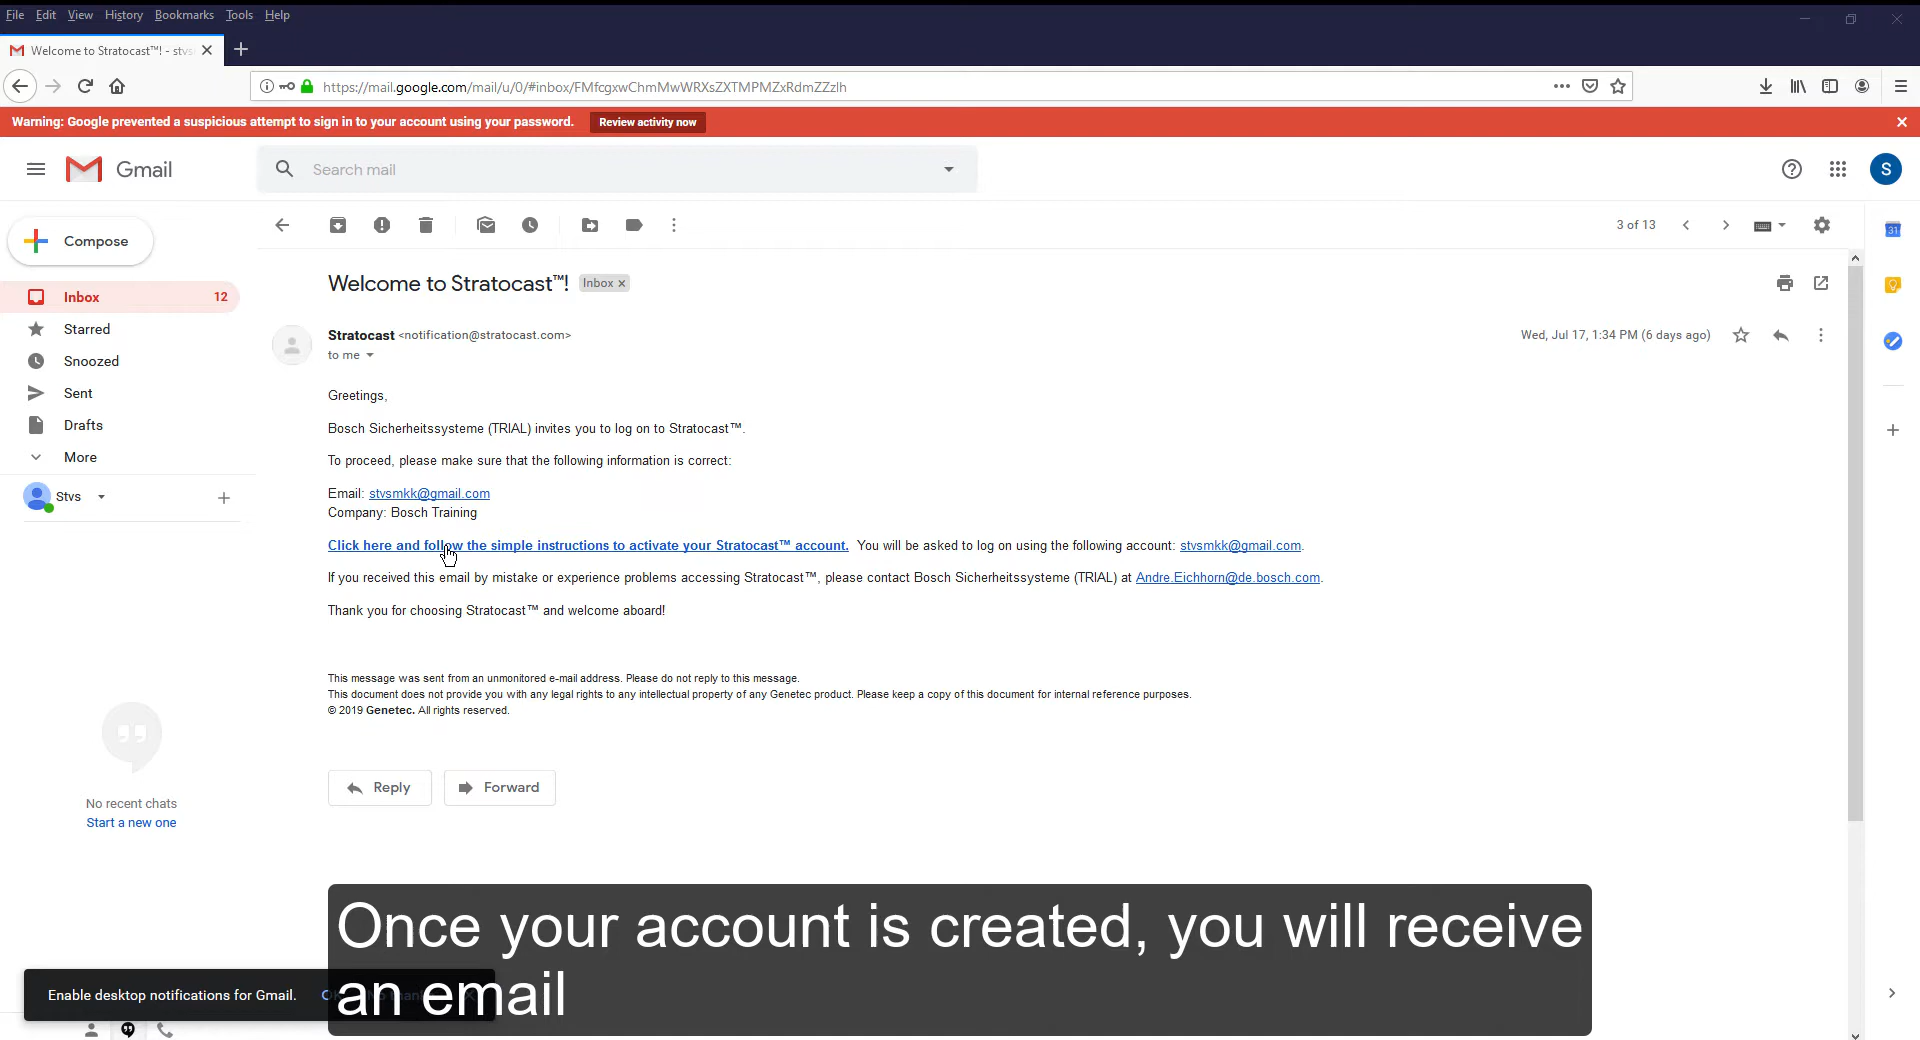 File Edit View History Bookmarks Tools Help
Welcome to Stratocast™! - stvs
https://mail.google.com/mail/u/0/#inbox/FMfcgxwChmMwWRXsZXTMPMZxRdmZZzlh
Warning: Google prevented a suspicious attempt to sign in to your account using your password. Review activity now
Gmail
Search mail
S
Compose
3 of 13
31
Inbox 12
Starred
Snoozed
Sent
Drafts
More
Stvs
No recent chats
Start a new one
Welcome to Stratocast™! Inbox x
Stratocast <notification@stratocast.com>
Wed, Jul 17, 1:34 PM (6 days ago)
to me
Greetings,
Bosch Sicherheitssysteme (TRIAL) invites you to log on to Stratocast™.
To proceed, please make sure that the following information is correct:
Email: stvsmkk@gmail.com
Company: Bosch Training
Click here and follow the simple instructions to activate your Stratocast™ account. You will be asked to log on using the following account: stvsmkk@gmail.com.
If you received this email by mistake or experience problems accessing Stratocast™, please contact Bosch Sicherheitssysteme (TRIAL) at Andre.Eichhorn@de.bosch.com.
Thank you for choosing Stratocast™ and welcome aboard!
This message was sent from an unmonitored e-mail address. Please do not reply to this message.
This document does not provide you with any legal rights to any intellectual property of any Genetec product. Please keep a copy of this document for internal reference purposes.
© 2019 Genetec. All rights reserved.
Reply Forward
Enable desktop notifications for Gmail.
Once your account is created, you will receive
an email